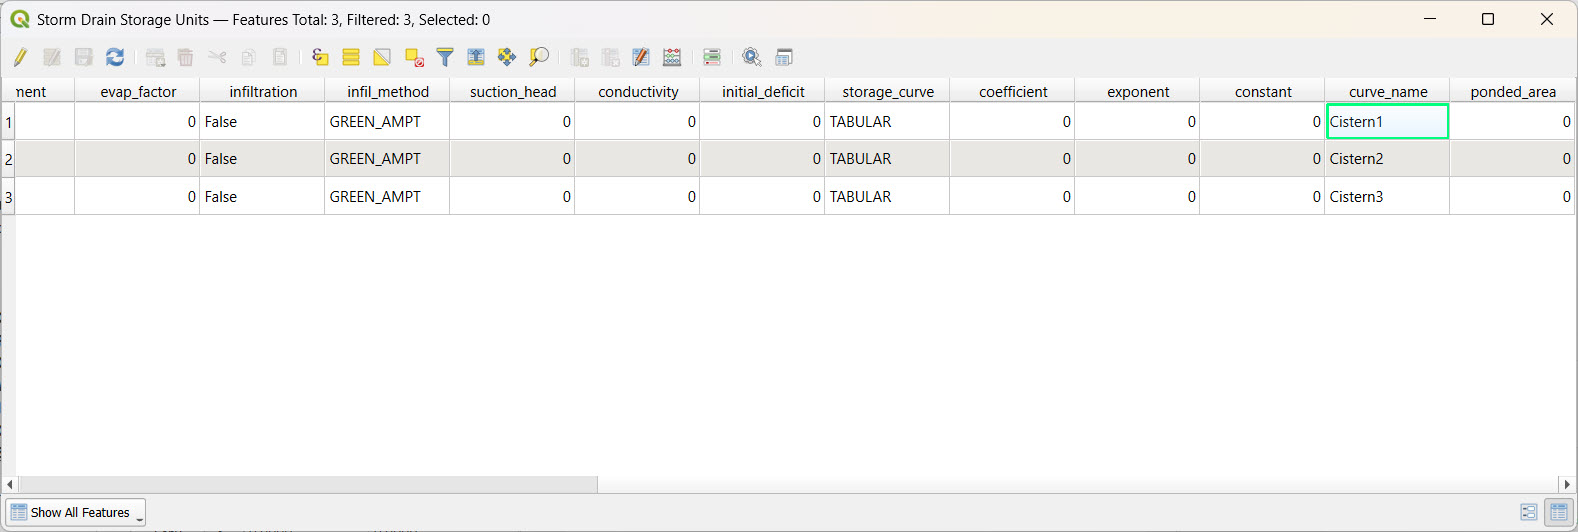 Storm Drain Storage Units — Features Total: 3, Filtered: 3, Selected: 0
ment evap_factor infiltration infil_method suction_head conductivity initial_deficit storage_curve coefficient exponent constant curve_name ponded_area
1 0 False GREEN_AMPT 0 0 0 TABULAR 0 0 0 Cistern1 0
2 0 False GREEN_AMPT 0 0 0 TABULAR 0 0 0 Cistern2 0
3 0 False GREEN_AMPT 0 0 0 TABULAR 0 0 0 Cistern3 0
Show All Features